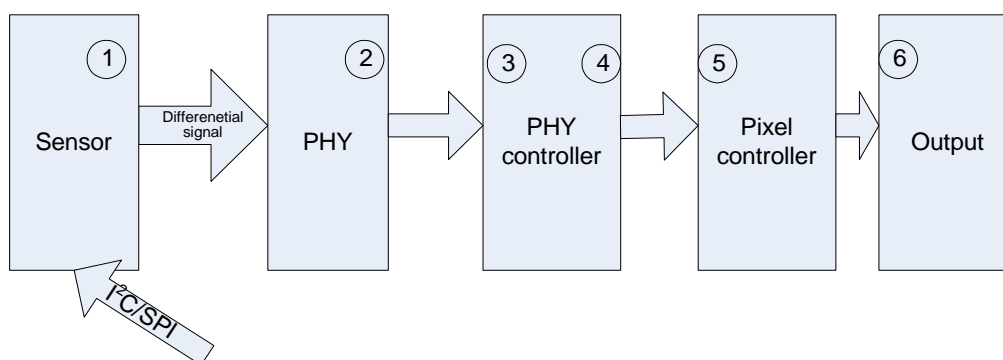 1
Sensor
Differenetial
signal
I²C/SPI
2
PHY
3
4
PHY
controller
5
Pixel
controller
6
Output